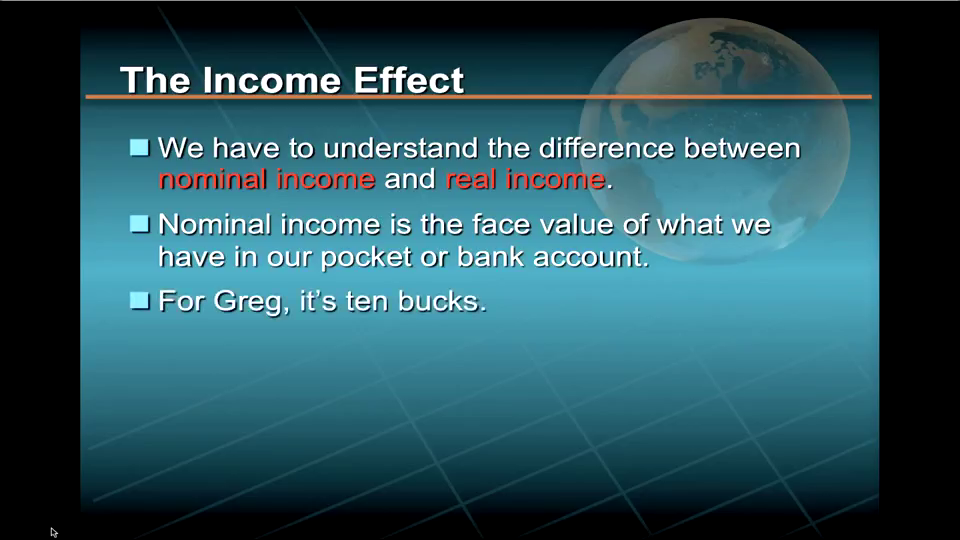 The Income Effect
We have to understand the difference between
nominal income and real income.
Nominal income is the face value of what we
have in our pocket or bank account.
For Greg, it’s ten bucks.